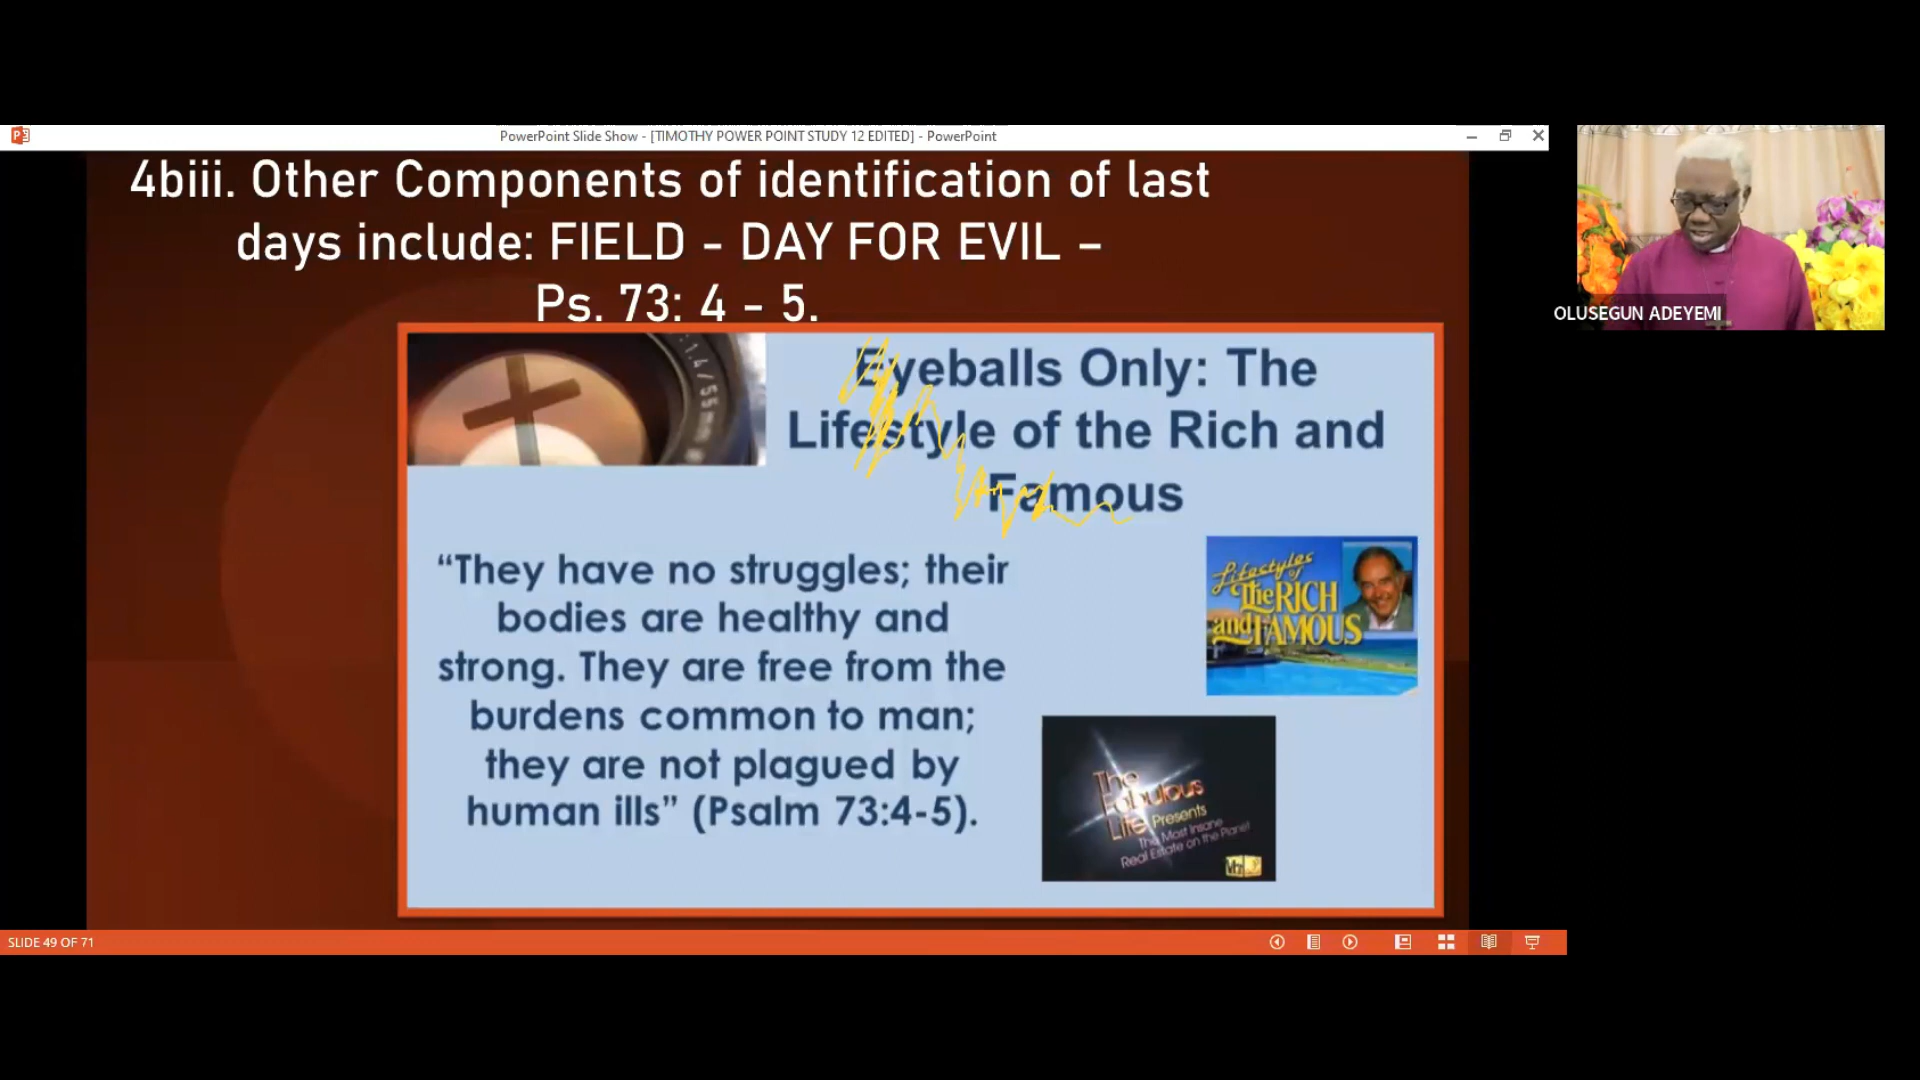 PowerPoint Slide Show - [TIMOTHY POWER POINT STUDY 12 EDITED] - PowerPoint
4biii. Other Components of identification of last
days include: FIELD - DAY FOR EVIL –
Ps. 73: 4 - 5.
:1.4/55mm
Eyeballs Only: The
Lifestyle of the Rich and
Famous
“They have no struggles; their
bodies are healthy and
strong. They are free from the
burdens common to man;
they are not plagued by
human ills” (Psalm 73:4-5).
Lifestyles
of
The RICH
and FAMOUS
The
Fabulous
Life Presents
The Most Insane
Real Estate on the Planet
VH1
OLUSEGUN ADEYEMI
SLIDE 49 OF 71